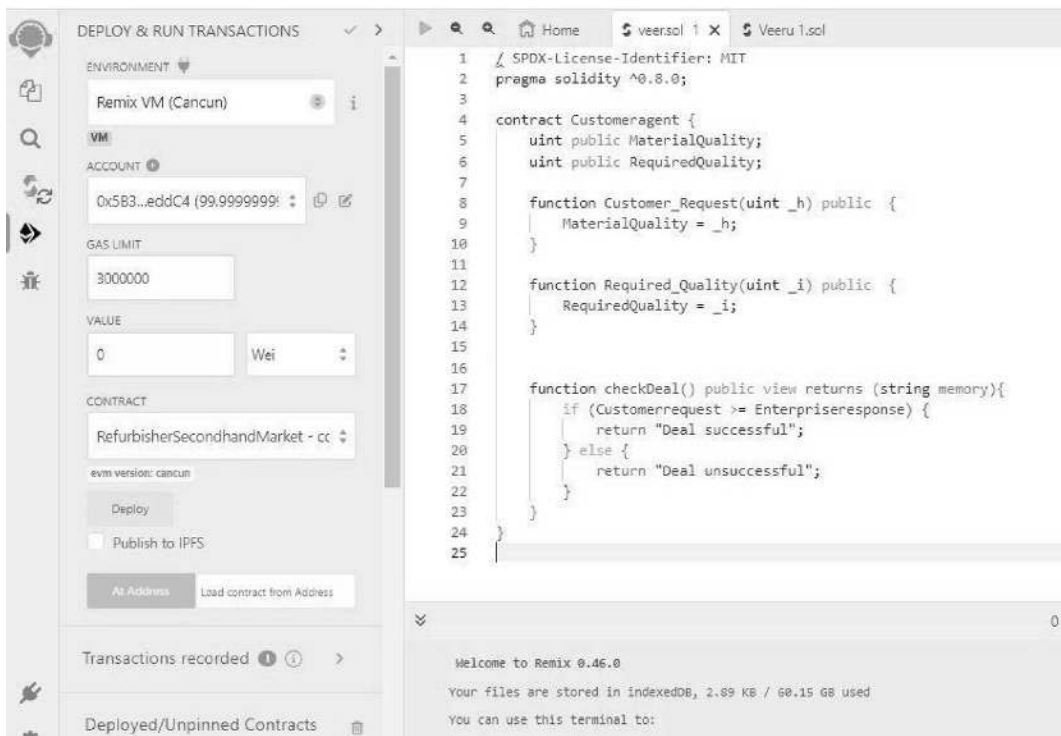 DEPLOY & RUN TRANSACTIONS
ENVIRONMENT
Remix VM (Cancun)
VM
ACCOUNT
0x5B3...eddC4 (99.9999999
GAS LIMIT
3000000
VALUE
0 Wei
CONTRACT
RefurbisherSecondhandMarket - cc
evm version: cancun
Deploy
Publish to IPFS
At Address Load contract from Address
Transactions recorded 1 i
Deployed/Unpinned Contracts
Home veer.sol 1 X Veeru 1.sol
1 / SPDX-License-Identifier: MIT
2 pragma solidity ^0.8.0;
3
4 contract Customeragent {
5 uint public MaterialQuality;
6 uint public RequiredQuality;
7
8 function Customer_Request(uint _h) public {
9 MaterialQuality = _h;
10 }
11
12 function Required_Quality(uint _i) public {
13 RequiredQuality = _i;
14 }
15
16
17 function checkDeal() public view returns (string memory){
18 if (Customerrequest >= Enterpriseresponse) {
19 return "Deal successful";
20 } else {
21 return "Deal unsuccessful";
22 }
23 }
24 }
25
0
Welcome to Remix 0.46.0
Your files are stored in indexedDB, 2.89 KB / 60.15 GB used
You can use this terminal to: